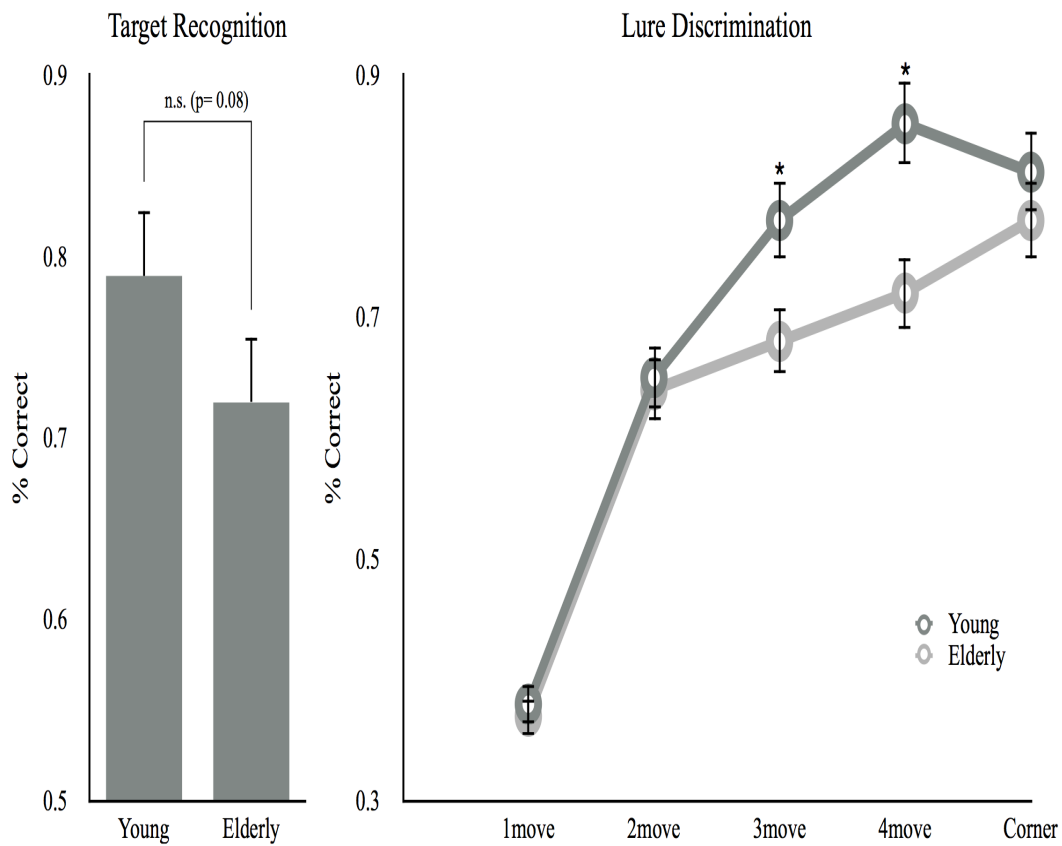 Target Recognition
0.9
n.s. (p= 0.08)
0.8
0.7
0.6
0.5
% Correct
Young
Elderly
Lure Discrimination
0.9
0.7
0.5
0.3
% Correct
*
*
Young
Elderly
1move
2move
3move
4move
Corner